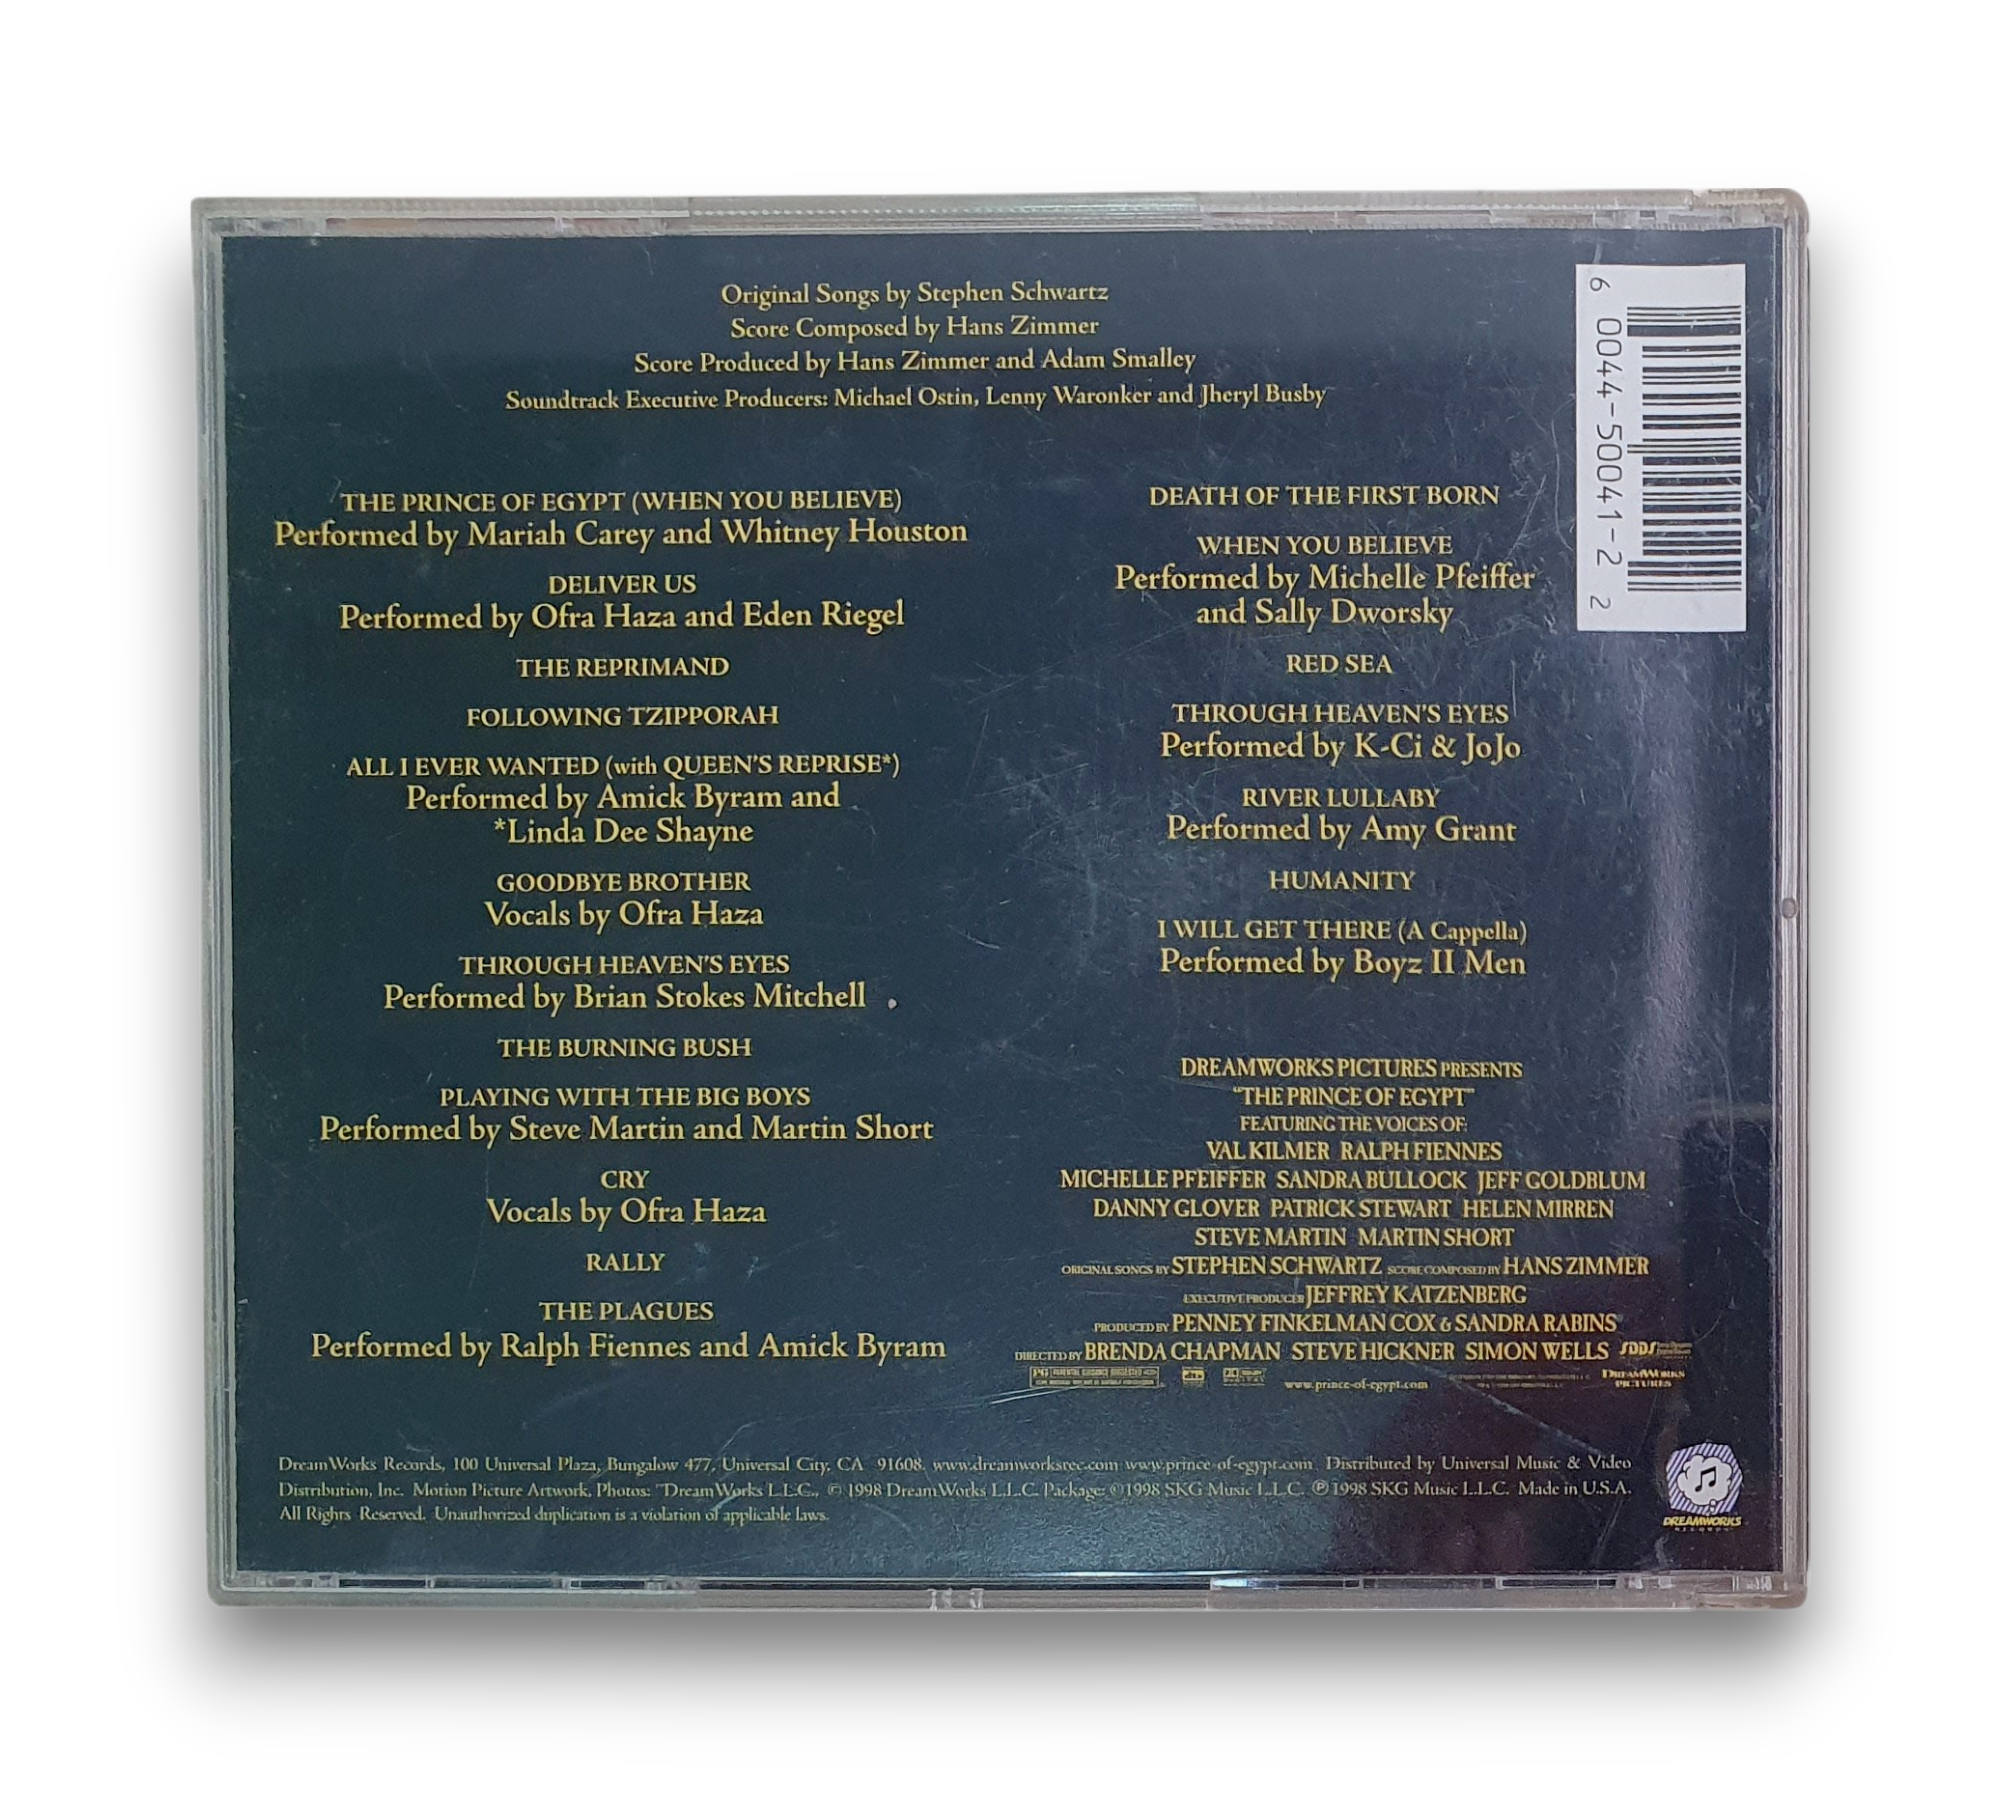 Original Songs by Stephen Schwartz
Score Composed by Hans Zimmer
Score Produced by Hans Zimmer and Adam Smalley
Soundtrack Executive Producers: Michael Ostin, Lenny Waronker and Jheryl Busby
6 0044-50041-2 2
THE PRINCE OF EGYPT (WHEN YOU BELIEVE)
Performed by Mariah Carey and Whitney Houston
DELIVER US
Performed by Ofra Haza and Eden Riegel
THE REPRIMAND
FOLLOWING TZIPPORAH
ALL I EVER WANTED (with QUEEN'S REPRISE*)
Performed by Amick Byram and
*Linda Dee Shayne
GOODBYE BROTHER
Vocals by Ofra Haza
THROUGH HEAVEN'S EYES
Performed by Brian Stokes Mitchell
THE BURNING BUSH
PLAYING WITH THE BIG BOYS
Performed by Steve Martin and Martin Short
CRY
Vocals by Ofra Haza
RALLY
THE PLAGUES
Performed by Ralph Fiennes and Amick Byram
DEATH OF THE FIRST BORN
WHEN YOU BELIEVE
Performed by Michelle Pfeiffer
and Sally Dworsky
RED SEA
THROUGH HEAVEN'S EYES
Performed by K-Ci & JoJo
RIVER LULLABY
Performed by Amy Grant
HUMANITY
I WILL GET THERE (A Cappella)
Performed by Boyz II Men
DREAMWORKS PICTURES PRESENTS
"THE PRINCE OF EGYPT"
FEATURING THE VOICES OF:
VAL KILMER RALPH FIENNES
MICHELLE PFEIFFER SANDRA BULLOCK JEFF GOLDBLUM
DANNY GLOVER PATRICK STEWART HELEN MIRREN
STEVE MARTIN MARTIN SHORT
ORIGINAL SONGS BY STEPHEN SCHWARTZ SCORE COMPOSED BY HANS ZIMMER
EXECUTIVE PRODUCER JEFFREY KATZENBERG
PRODUCED BY PENNEY FINKELMAN COX & SANDRA RABINS
DIRECTED BY BRENDA CHAPMAN STEVE HICKNER SIMON WELLS SDDS
PG PARENTAL GUIDANCE SUGGESTED dts DOLBY DIGITAL www.prince-of-egypt.com DREAMWORKS PICTURES
DreamWorks Records, 100 Universal Plaza, Bungalow 477, Universal City, CA 91608. www.dreamworksrec.com www.prince-of-egypt.com Distributed by Universal Music & Video
Distribution, Inc. Motion Picture Artwork, Photos: ™DreamWorks L.L.C., © 1998 DreamWorks L.L.C. Package: ©1998 SKG Music L.L.C. ℗1998 SKG Music L.L.C. Made in U.S.A.
All Rights Reserved. Unauthorized duplication is a violation of applicable laws.
DREAMWORKS
RECORDS